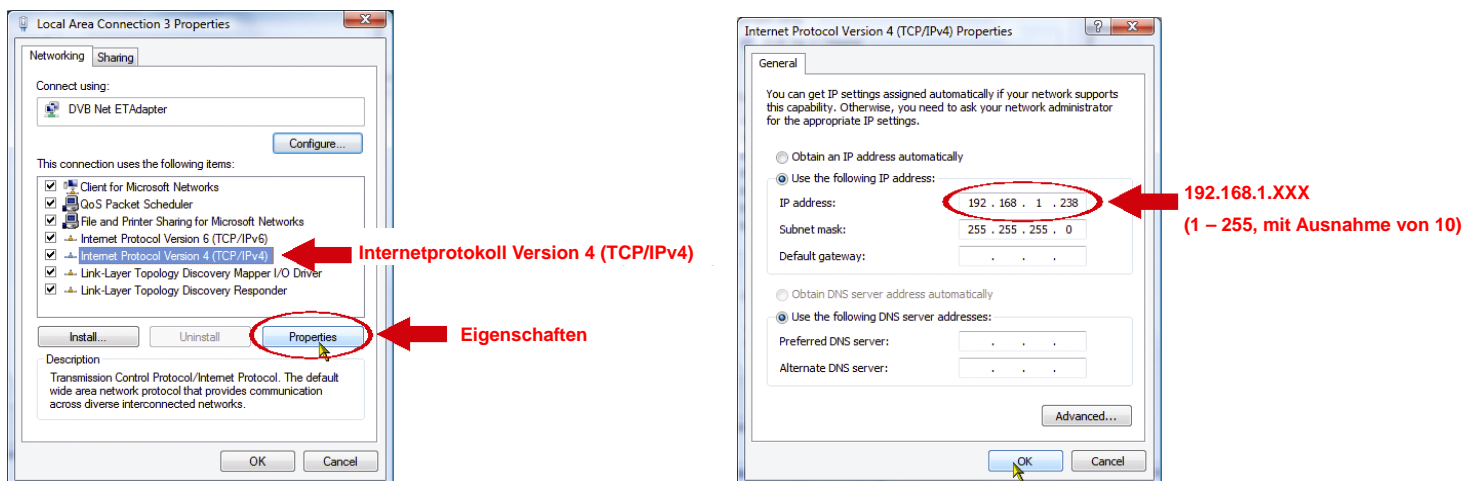 Local Area Connection 3 Properties
Networking Sharing
Connect using:
DVB Net ETAdapter
Configure...
This connection uses the following items:
Client for Microsoft Networks
QoS Packet Scheduler
File and Printer Sharing for Microsoft Networks
Internet Protocol Version 6 (TCP/IPv6)
Internet Protocol Version 4 (TCP/IPv4)
Link-Layer Topology Discovery Mapper I/O Driver
Link-Layer Topology Discovery Responder
Internetprotokoll Version 4 (TCP/IPv4)
Install... Uninstall Properties
Eigenschaften
Description
Transmission Control Protocol/Internet Protocol. The default
wide area network protocol that provides communication
across diverse interconnected networks.
OK Cancel
Internet Protocol Version 4 (TCP/IPv4) Properties
General
You can get IP settings assigned automatically if your network supports
this capability. Otherwise, you need to ask your network administrator
for the appropriate IP settings.
Obtain an IP address automatically
Use the following IP address:
IP address: 192 . 168 . 1 . 238
Subnet mask: 255 . 255 . 255 . 0
Default gateway: . . .
192.168.1.XXX
(1 – 255, mit Ausnahme von 10)
Obtain DNS server address automatically
Use the following DNS server addresses:
Preferred DNS server: . . .
Alternate DNS server: . . .
Advanced...
OK Cancel